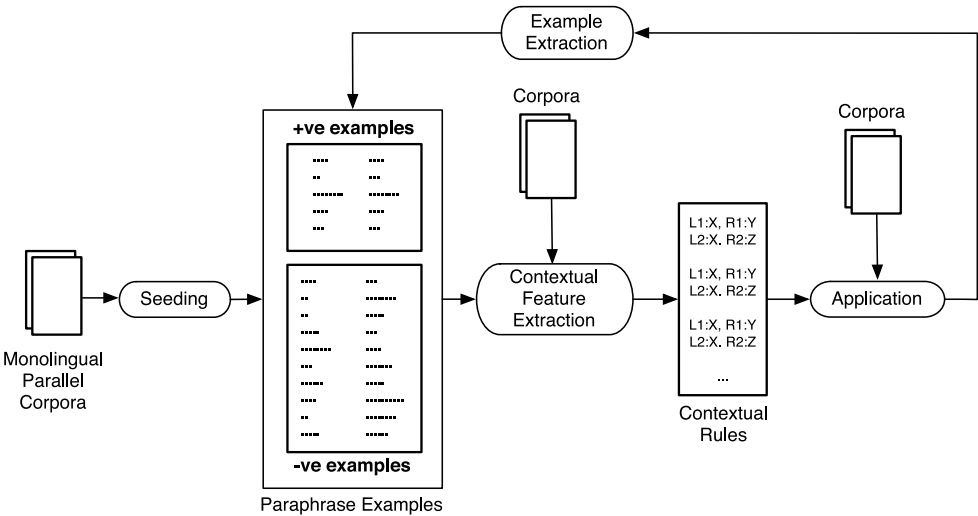 Example
Extraction
Corpora
Corpora
+ve examples
L1:X, R1:Y
L2:X. R2:Z
L1:X, R1:Y
L2:X. R2:Z
L1:X, R1:Y
L2:X. R2:Z
...
Seeding
Contextual
Feature
Extraction
Application
Monolingual
Parallel
Corpora
Contextual
Rules
-ve examples
Paraphrase Examples